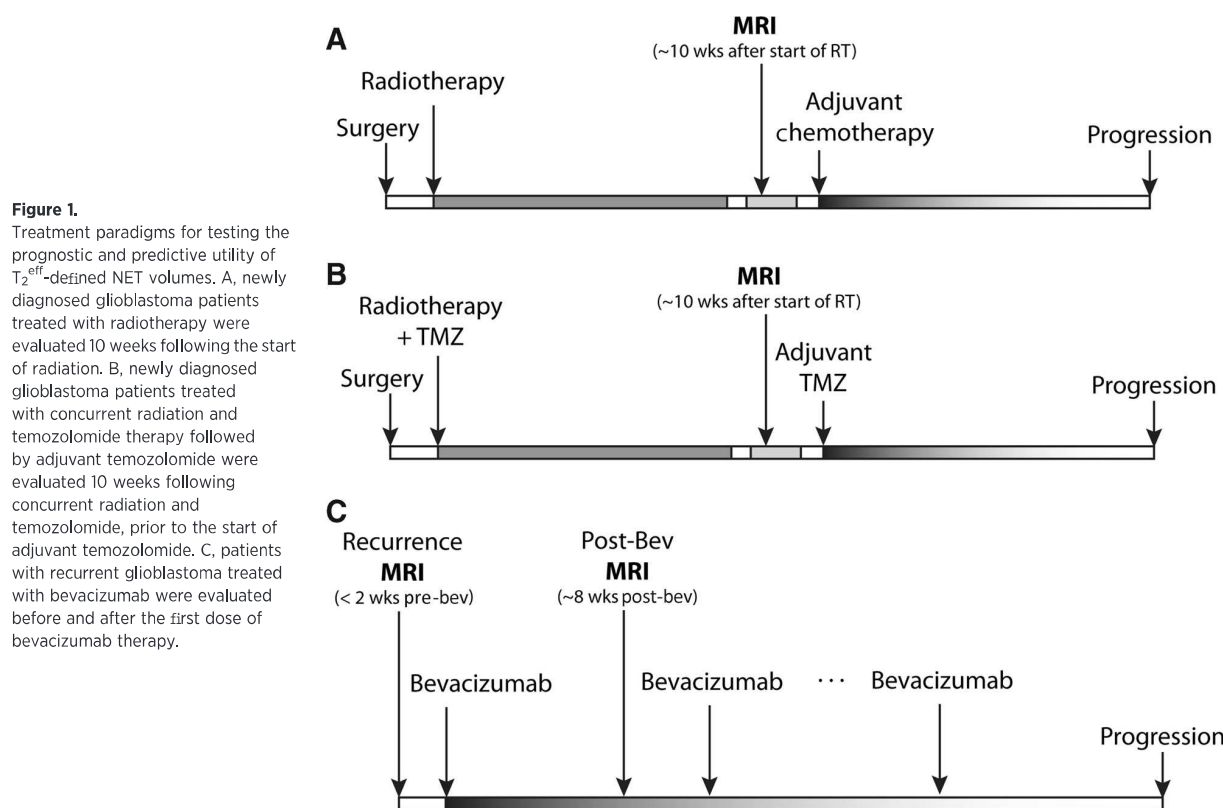 Figure 1.
Treatment paradigms for testing the
prognostic and predictive utility of
T₂ᵉᶠᶠ-defined NET volumes. A, newly
diagnosed glioblastoma patients
treated with radiotherapy were
evaluated 10 weeks following the start
of radiation. B, newly diagnosed
glioblastoma patients treated
with concurrent radiation and
temozolomide therapy followed
by adjuvant temozolomide were
evaluated 10 weeks following
concurrent radiation and
temozolomide, prior to the start of
adjuvant temozolomide. C, patients
with recurrent glioblastoma treated
with bevacizumab were evaluated
before and after the first dose of
bevacizumab therapy.
A
MRI
(~10 wks after start of RT)
Radiotherapy
Adjuvant
chemotherapy
Surgery
Progression
B
MRI
(~10 wks after start of RT)
Radiotherapy
+ TMZ
Adjuvant
TMZ
Surgery
Progression
C
Recurrence
MRI
(< 2 wks pre-bev)
Post-Bev
MRI
(~8 wks post-bev)
Bevacizumab
Bevacizumab ··· Bevacizumab
Progression